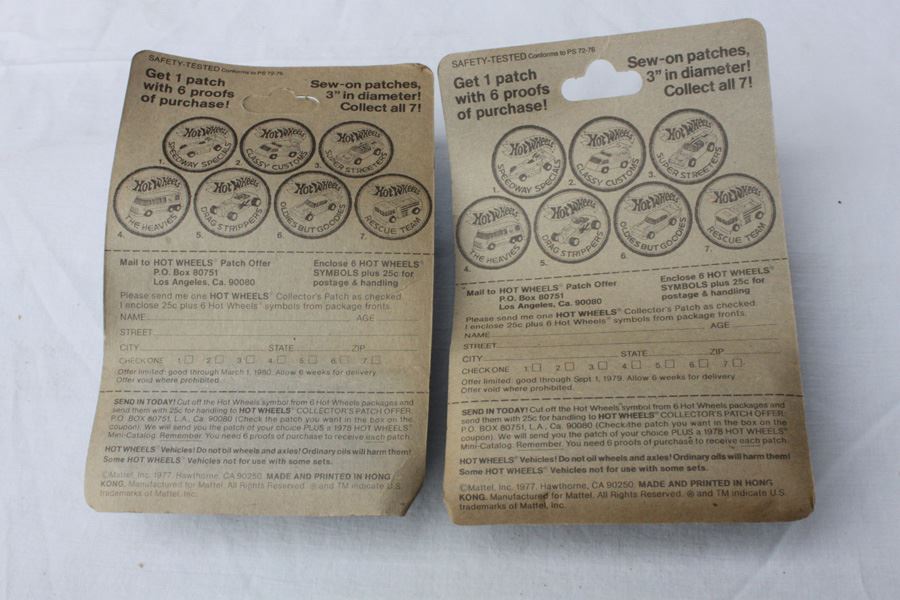 SAFETY-TESTED Conforms to PS 72-76
Get 1 patch
with 6 proofs
of purchase!
Sew-on patches,
3" in diameter!
Collect all 7!
HOT WHEELS
SPEEDWAY SPECIALS
1.
HOT WHEELS
CLASSY CUSTOMS
2.
HOT WHEELS
SUPER STREETERS
3.
HOT WHEELS
THE HEAVIES
4.
HOT WHEELS
DRAG STRIPPERS
5.
HOT WHEELS
OLDIES BUT GOODIES
6.
HOT WHEELS
RESCUE TEAM
7.
Mail to HOT WHEELS® Patch Offer
P.O. Box 80751
Los Angeles, Ca. 90080
Enclose 6 HOT WHEELS®
SYMBOLS plus 25c for
postage & handling
Please send me one HOT WHEELS® Collector's Patch as checked.
I enclose 25c plus 6 Hot Wheels® symbols from package fronts.
NAME AGE
STREET
CITY STATE ZIP
CHECK ONE 1. 2. 3. 4. 5. 6. 7.
Offer limited: good through March 1, 1980. Allow 6 weeks for delivery.
Offer void where prohibited.
SEND IN TODAY! Cut off the Hot Wheels symbol from 6 Hot Wheels packages and
send them with 25c for handling to HOT WHEELS® COLLECTOR'S PATCH OFFER,
P.O. BOX 80751, L.A., Ca. 90080 (Check the patch you want in the box on the
coupon). We will send you the patch of your choice PLUS a 1978 HOT WHEELS®
Mini-Catalog. Remember. You need 6 proofs of purchase to receive each patch.
HOT WHEELS® Vehicles! Do not oil wheels and axles! Ordinary oils will harm them!
Some HOT WHEELS® Vehicles not for use with some sets.
©Mattel, Inc. 1977. Hawthorne, CA 90250. MADE AND PRINTED IN HONG
KONG. Manufactured for Mattel. All Rights Reserved. ® and TM indicate U.S.
trademarks of Mattel, Inc.
SAFETY-TESTED Conforms to PS 72-76
Get 1 patch
with 6 proofs
of purchase!
Sew-on patches,
3" in diameter!
Collect all 7!
HOT WHEELS
SPEEDWAY SPECIALS
1.
HOT WHEELS
CLASSY CUSTOMS
2.
HOT WHEELS
SUPER STREETERS
3.
HOT WHEELS
THE HEAVIES
4.
HOT WHEELS
DRAG STRIPPERS
5.
HOT WHEELS
OLDIES BUT GOODIES
6.
HOT WHEELS
RESCUE TEAM
7.
Mail to HOT WHEELS® Patch Offer
P.O. Box 80751
Los Angeles, Ca. 90080
Enclose 6 HOT WHEELS®
SYMBOLS plus 25c for
postage & handling
Please send me one HOT WHEELS® Collector's Patch as checked.
I enclose 25c plus 6 Hot Wheels® symbols from package fronts.
NAME AGE
STREET
CITY STATE ZIP
CHECK ONE 1. 2. 3. 4. 5. 6. 7.
Offer limited: good through Sept 1, 1979. Allow 6 weeks for delivery.
Offer void where prohibited.
SEND IN TODAY! Cut off the Hot Wheels symbol from 6 Hot Wheels packages and
send them with 25c for handling to HOT WHEELS® COLLECTOR'S PATCH OFFER,
P.O. BOX 80751, L.A., Ca. 90080 (Check the patch you want in the box on the
coupon). We will send you the patch of your choice PLUS a 1978 HOT WHEELS®
Mini-Catalog. Remember. You need 6 proofs of purchase to receive each patch.
HOT WHEELS® Vehicles! Do not oil wheels and axles! Ordinary oils will harm them!
Some HOT WHEELS® Vehicles not for use with some sets.
©Mattel, Inc. 1977. Hawthorne, CA 90250. MADE AND PRINTED IN HONG
KONG. Manufactured for Mattel. All Rights Reserved. ® and TM indicate U.S.
trademarks of Mattel, Inc.